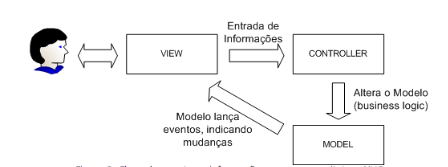 Entrada de
Informações
VIEW
CONTROLLER
Altera o Modelo
(business logic)
Modelo lança
eventos, indicando
mudanças
MODEL